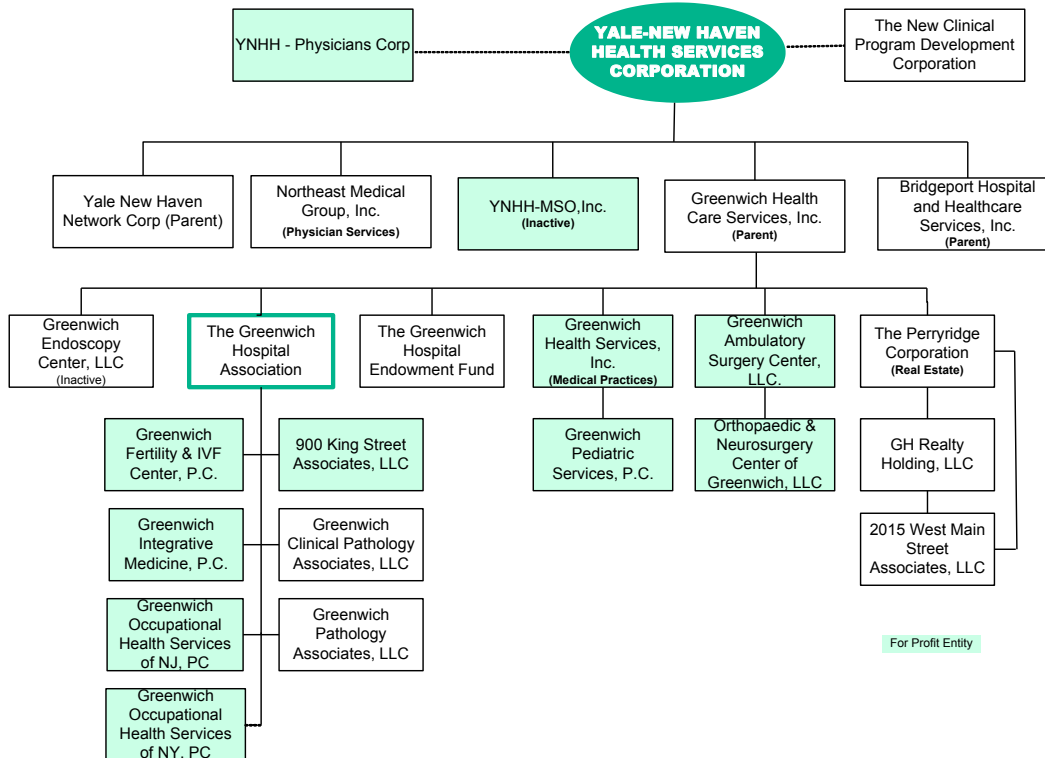 YNHH - Physicians Corp
YALE-NEW HAVEN
HEALTH SERVICES
CORPORATION
The New Clinical
Program Development
Corporation
Yale New Haven
Network Corp (Parent)
Northeast Medical
Group, Inc.
(Physician Services)
YNHH-MSO,Inc.
(Inactive)
Greenwich Health
Care Services, Inc.
(Parent)
Bridgeport Hospital
and Healthcare
Services, Inc.
(Parent)
Greenwich
Endoscopy
Center, LLC
(Inactive)
The Greenwich
Hospital
Association
The Greenwich
Hospital
Endowment Fund
Greenwich
Health Services,
Inc.
(Medical Practices)
Greenwich
Ambulatory
Surgery Center,
LLC.
The Perryridge
Corporation
(Real Estate)
Greenwich
Fertility & IVF
Center, P.C.
900 King Street
Associates, LLC
Greenwich
Pediatric
Services, P.C.
Orthopaedic &
Neurosurgery
Center of
Greenwich, LLC
GH Realty
Holding, LLC
Greenwich
Integrative
Medicine, P.C.
Greenwich
Clinical Pathology
Associates, LLC
2015 West Main
Street
Associates, LLC
Greenwich
Occupational
Health Services
of NJ, PC
Greenwich
Pathology
Associates, LLC
For Profit Entity
Greenwich
Occupational
Health Services
of NY, PC